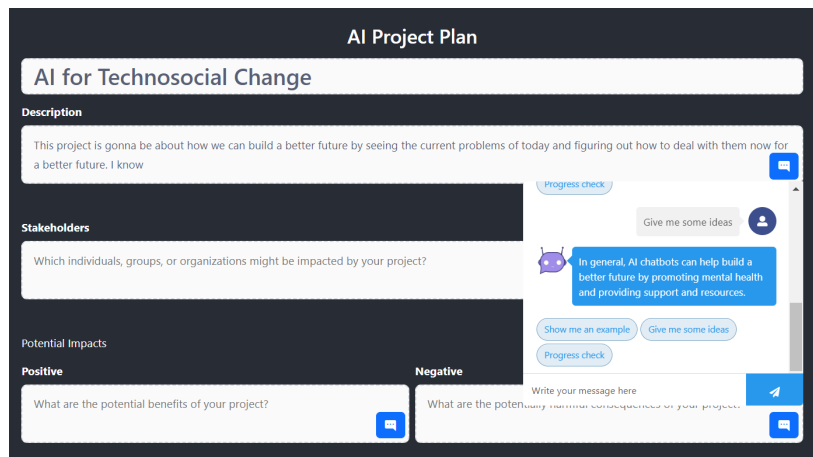 AI Project Plan
AI for Technosocial Change
Description
This project is gonna be about how we can build a better future by seeing the current problems of today and figuring out how to deal with them now for
a better future. I know
Progress check
Give me some ideas
Stakeholders
Which individuals, groups, or organizations might be impacted by your project?
In general, AI chatbots can help build a
better future by promoting mental health
and providing support and resources.
Show me an example
Give me some ideas
Progress check
Potential Impacts
Positive
Negative
Write your message here
What are the potential benefits of your project?
What are the potentially harmful consequences of your project?